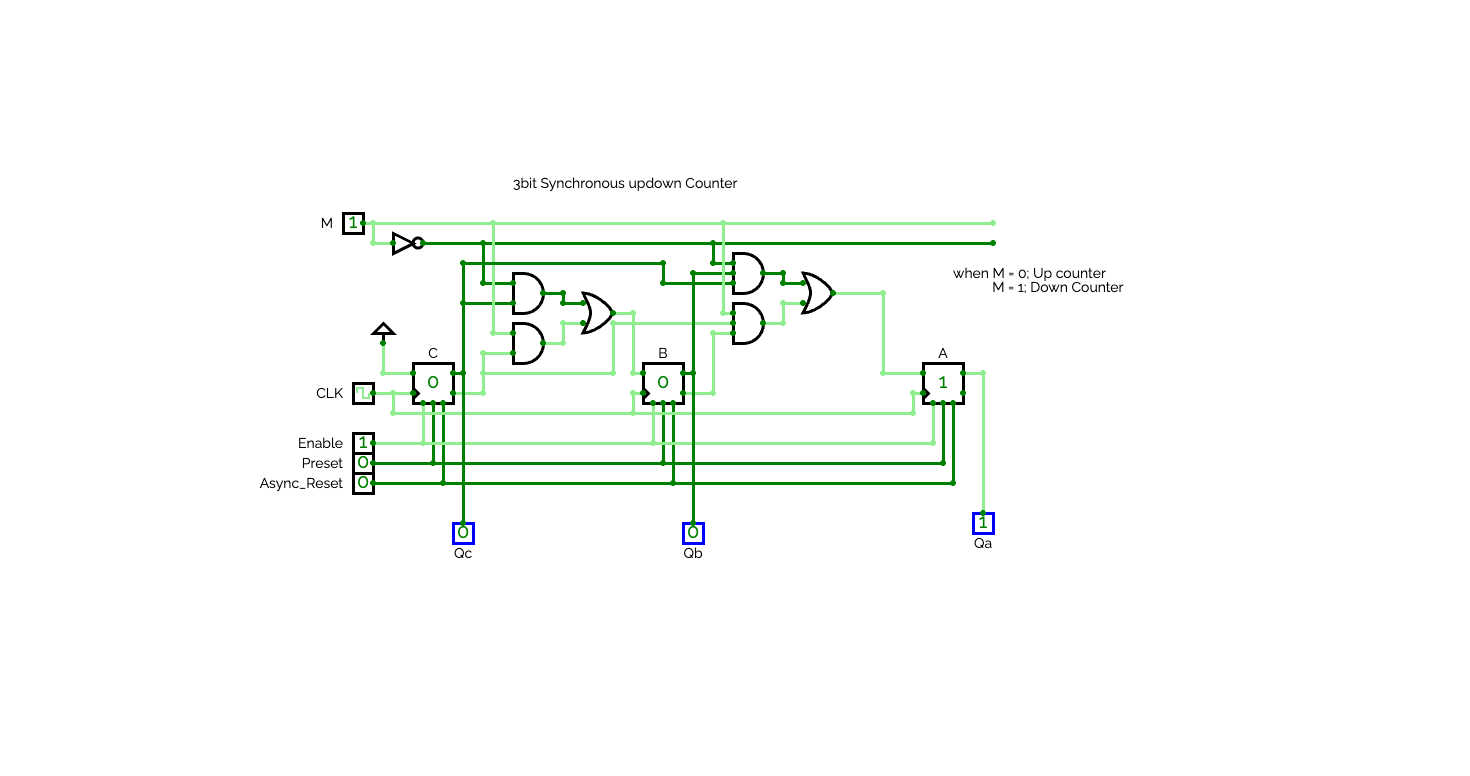 3bit Synchronous updown Counter
M
1
when M = 0; Up counter
M = 1; Down Counter
C
B
A
0
0
1
CLK
Enable
1
Preset
0
Async_Reset
0
0
0
1
Qc
Qb
Qa